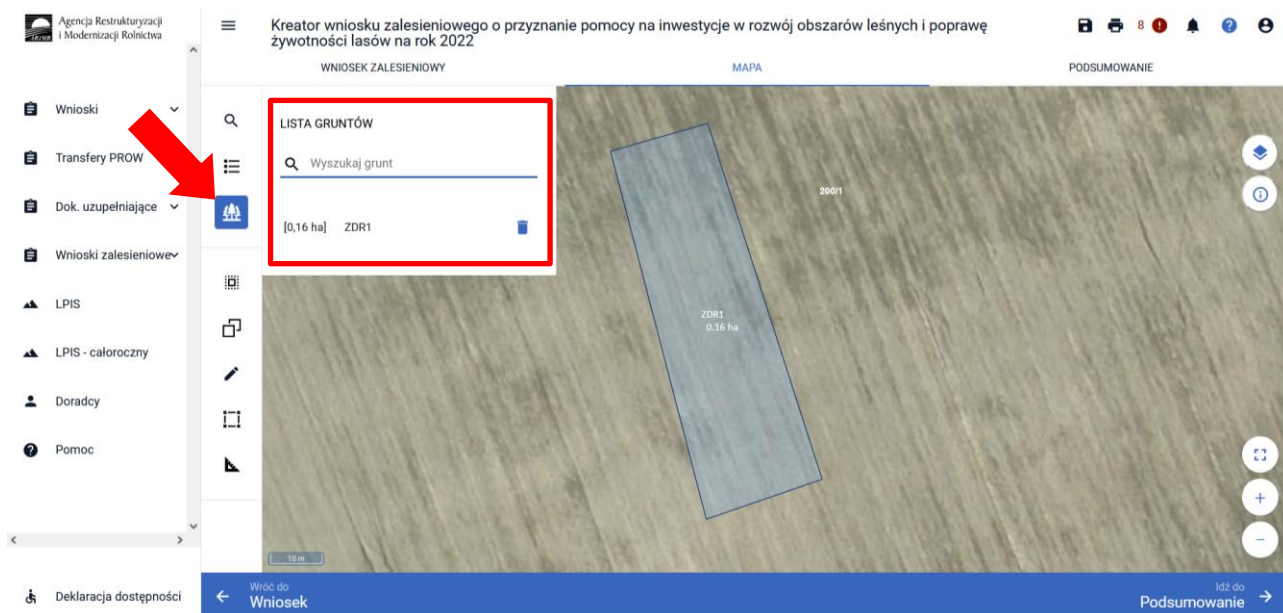 Agencja Restrukturyzacji
i Modernizacji Rolnictwa
ARiMR
Kreator wniosku zalesieniowego o przyznanie pomocy na inwestycje w rozwój obszarów leśnych i poprawę
żywotności lasów na rok 2022
8
WNIOSEK ZALESIENIOWY
MAPA
PODSUMOWANIE
Wnioski
Transfery PROW
Dok. uzupełniające
Wnioski zalesieniowe
LPIS
LPIS - całoroczny
Doradcy
Pomoc
Deklaracja dostępności
LISTA GRUNTÓW
Wyszukaj grunt
[0,16 ha] ZDR1
200/1
ZDR1
0.16 ha
10 m
Wróć do
Wniosek
Idź do
Podsumowanie